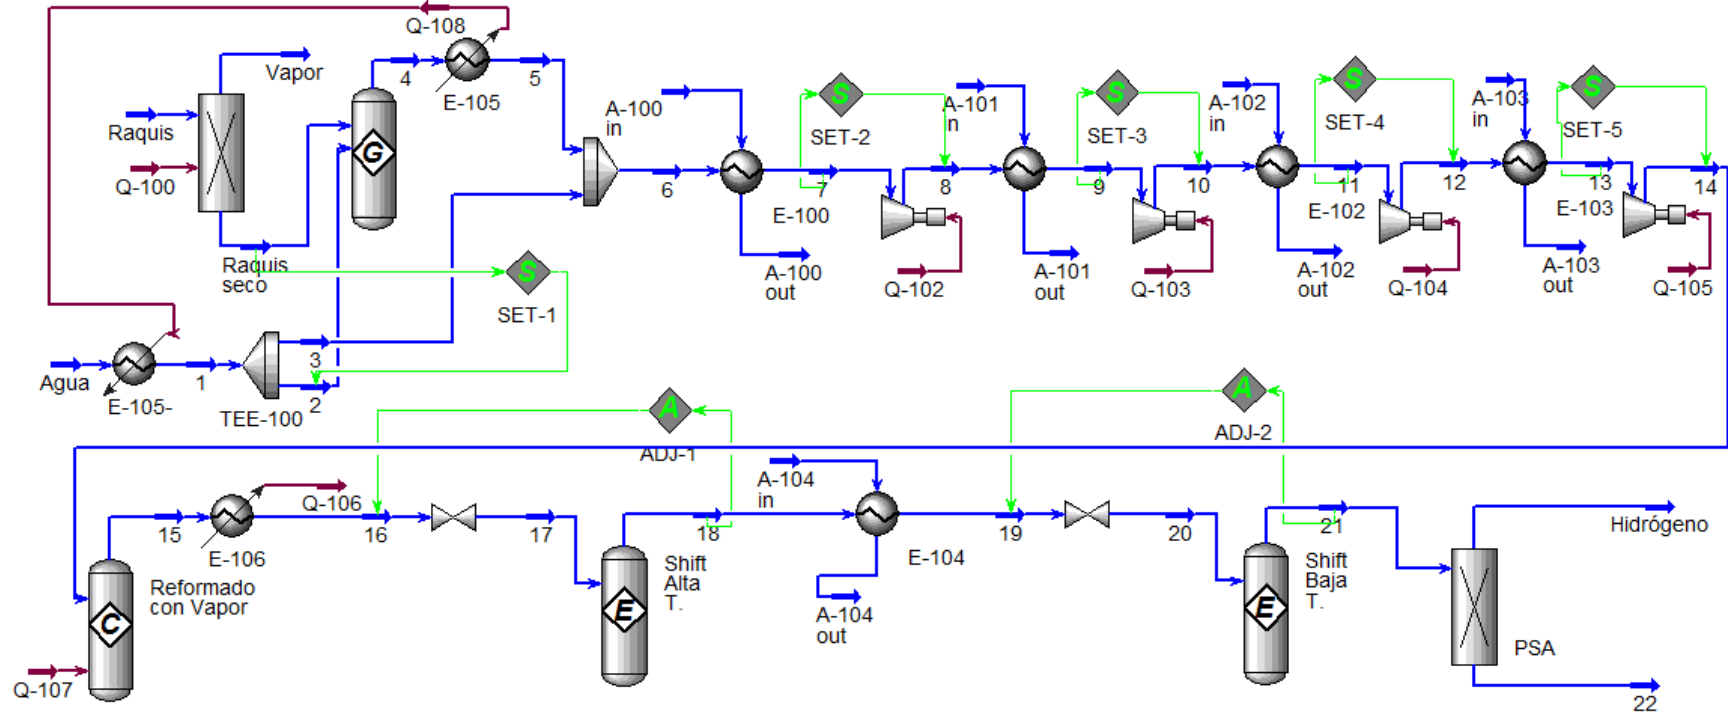 Q-108
Vapor
4
5
E-105
A-100
in
A-101
in
A-102
in
A-103
in
S
SET-2
S
SET-3
S
SET-4
S
SET-5
Raquis
Q-100
G
6
7
8
9
10
11
12
13
14
E-100
E-102
E-103
Raquis
seco
S
SET-1
A-100
out
Q-102
A-101
out
Q-103
A-102
out
Q-104
A-103
out
Q-105
Agua
E-105-
1
TEE-100
3
2
A
ADJ-1
A
ADJ-2
A-104
in
15
Q-106
E-106
16
17
18
E-104
19
20
21
Hidrógeno
Reformado
con Vapor
C
Q-107
Shift
Alta
T.
E
A-104
out
Shift
Baja
T.
E
PSA
22